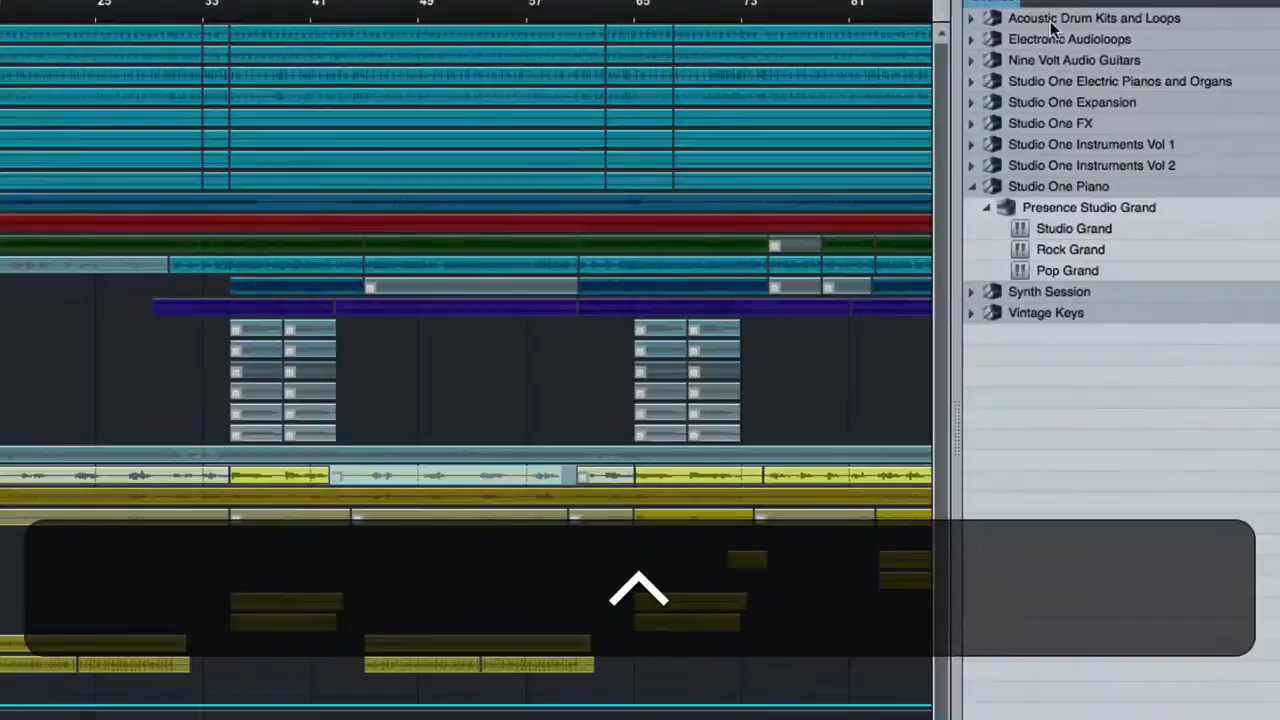 25 33 41 49 57 65 73 81
Acoustic Drum Kits and Loops
Electronic Audioloops
Nine Volt Audio Guitars
Studio One Electric Pianos and Organs
Studio One Expansion
Studio One FX
Studio One Instruments Vol 1
Studio One Instruments Vol 2
Studio One Piano
Presence Studio Grand
Studio Grand
Rock Grand
Pop Grand
Synth Session
Vintage Keys